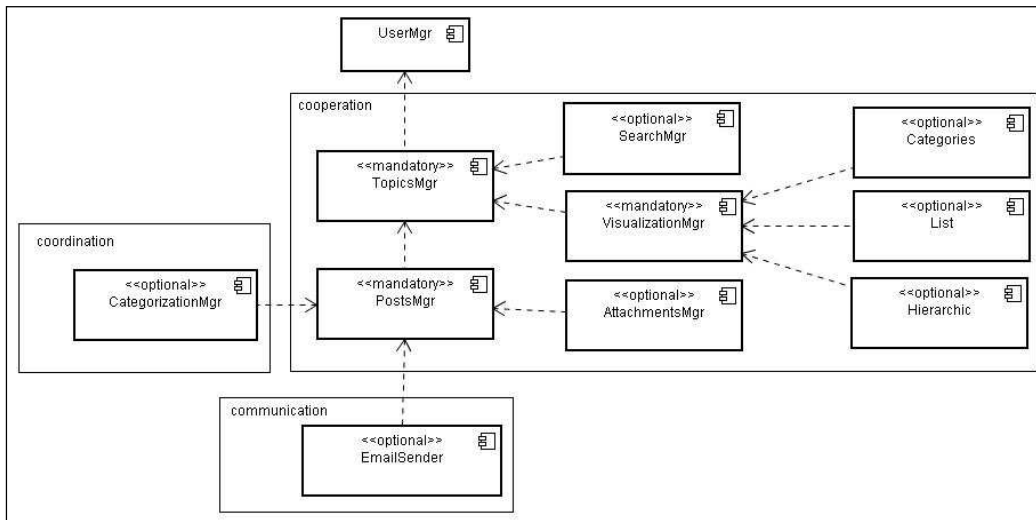 UserMgr
cooperation
<<optional>>
SearchMgr
<<optional>>
Categories
<<mandatory>>
TopicsMgr
<<mandatory>>
VisualizationMgr
<<optional>>
List
coordination
<<optional>>
CategorizationMgr
<<mandatory>>
PostsMgr
<<optional>>
AttachmentsMgr
<<optional>>
Hierarchic
communication
<<optional>>
EmailSender